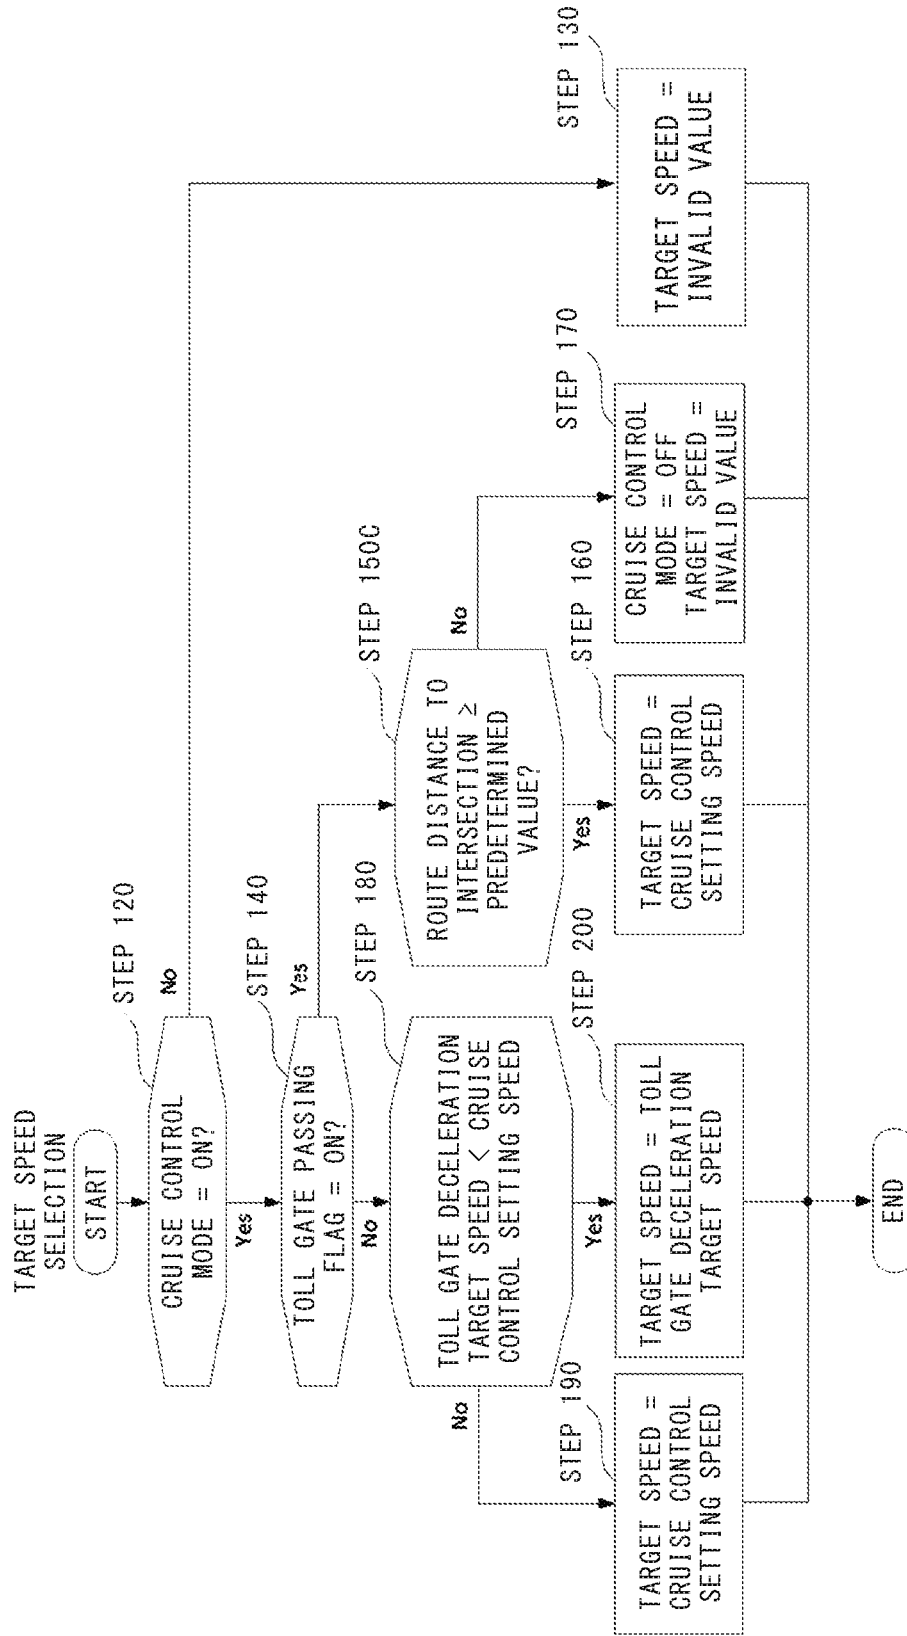 TARGET SPEED
SELECTION
START
STEP 120
CRUISE CONTROL
MODE = ON?
No
Yes
STEP 140
TOLL GATE PASSING
FLAG = ON?
Yes
No
STEP 180
TOLL GATE DECELERATION
TARGET SPEED < CRUISE
CONTROL SETTING SPEED
No
Yes
STEP 150C
ROUTE DISTANCE TO
INTERSECTION ≥
PREDETERMINED
VALUE?
No
Yes
STEP 190
TARGET SPEED =
CRUISE CONTROL
SETTING SPEED
STEP 200
TARGET SPEED = TOLL
GATE DECELERATION
TARGET SPEED
STEP 160
TARGET SPEED =
CRUISE CONTROL
SETTING SPEED
STEP 170
CRUISE CONTROL
MODE = OFF
TARGET SPEED =
INVALID VALUE
STEP 130
TARGET SPEED =
INVALID VALUE
END